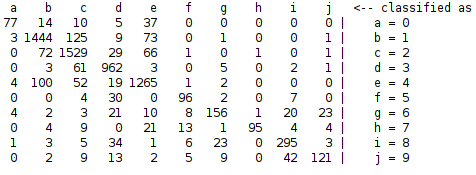 a b c d e f g h i j <-- classified as
77 14 10 5 37 0 0 0 0 0 | a = 0
3 1444 125 9 73 0 1 0 0 1 | b = 1
0 72 1529 29 66 1 0 1 0 1 | c = 2
0 3 61 962 3 0 5 0 2 1 | d = 3
4 100 52 19 1265 1 2 0 0 0 | e = 4
0 0 4 30 0 96 2 0 7 0 | f = 5
4 2 3 21 10 8 156 1 20 23 | g = 6
0 4 9 0 21 13 1 95 4 4 | h = 7
1 3 5 34 1 6 23 0 295 3 | i = 8
0 2 9 13 2 5 9 0 42 121 | j = 9